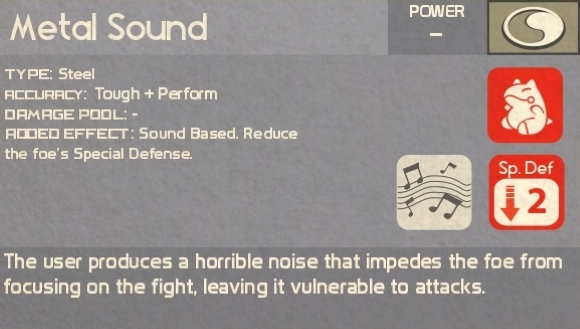 Metal Sound
POWER
–
TYPE: Steel
ACCURACY: Tough + Perform
DAMAGE POOL: -
ADDED EFFECT: Sound Based. Reduce
the foe's Special Defense.
Sp. Def
2
The user produces a horrible noise that impedes the foe from
focusing on the fight, leaving it vulnerable to attacks.